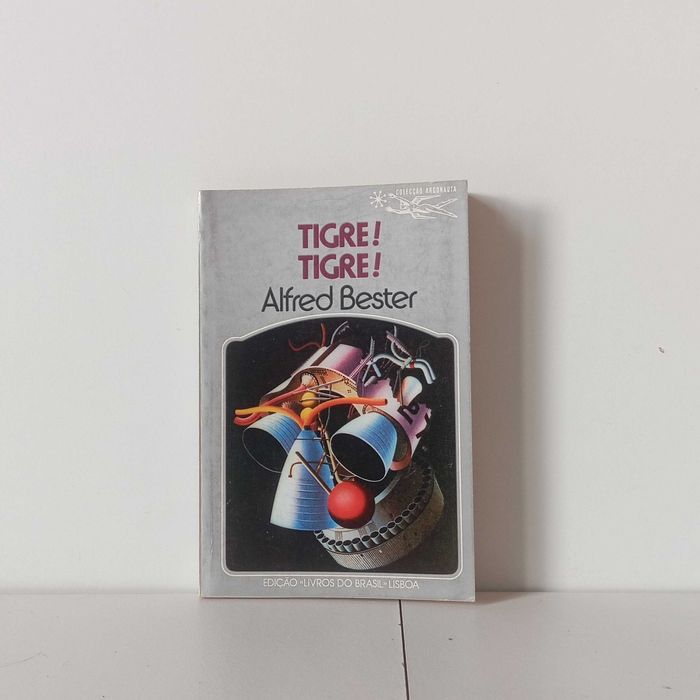 COLECÇÃO ARGONAUTA
TIGRE!
TIGRE!
Alfred Bester
EDIÇÃO «LIVROS DO BRASIL» LISBOA